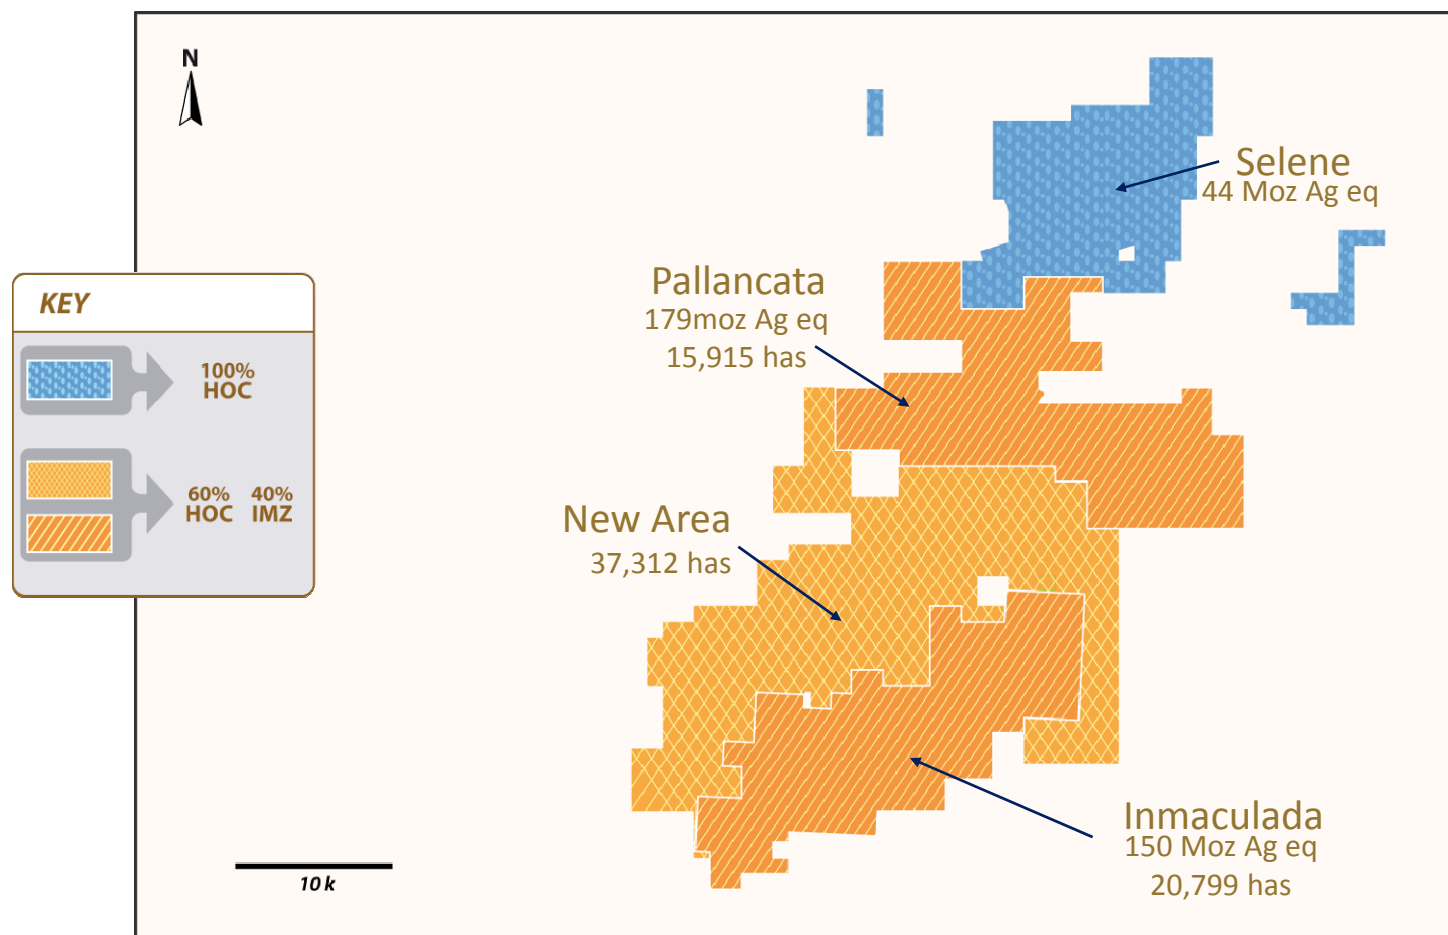 N
Selene
44 Moz Ag eq
Pallancata
179moz Ag eq
15,915 has
KEY
100%
HOC
60% 40%
HOC IMZ
New Area
37,312 has
Inmaculada
150 Moz Ag eq
20,799 has
10 k